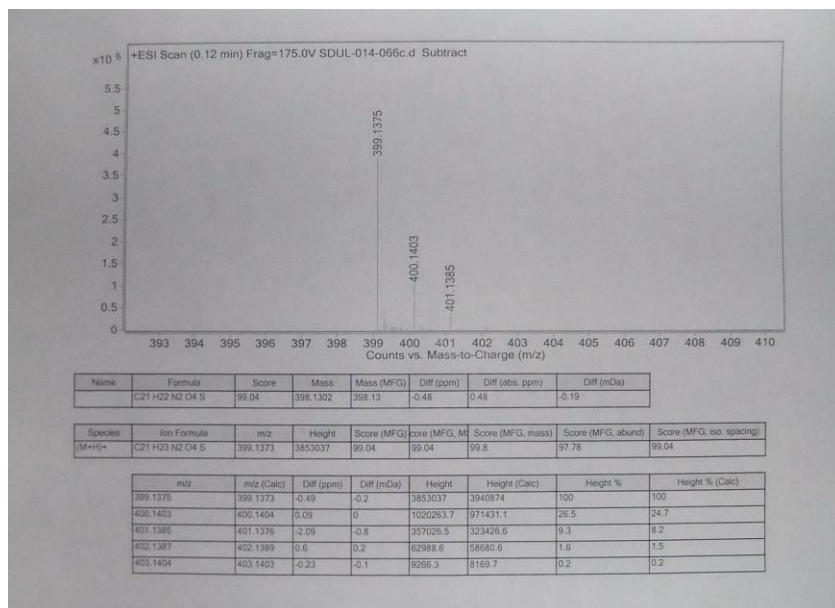 x10 6 +ESI Scan (0.12 min) Frag=175.0V SDUL-014-066c.d Subtract
5.5
5
4.5
4
3.5
3
2.5
2
1.5
1
0.5
0
399.1375
400.1403
401.1385
393 394 395 396 397 398 399 400 401 402 403 404 405 406 407 408 409 410
Counts vs. Mass-to-Charge (m/z)
Name Formula Score Mass Mass (MFG) Diff (ppm) Diff (abs. ppm) Diff (mDa)
C21 H22 N2 O4 S 99.04 398.1302 398.13 -0.48 0.48 -0.19
Species Ion Formula m/z Height Score (MFG) core (MFG, M Score (MFG, mass) Score (MFG, abund) Score (MFG, iso. spacing)
(M+H)+ C21 H23 N2 O4 S 399.1373 3853037 99.04 99.04 99.8 97.78 99.04
m/z m/z (Calc) Diff (ppm) Diff (mDa) Height Height (Calc) Height % Height % (Calc)
399.1375 399.1373 -0.49 -0.2 3853037 3940874 100 100
400.1403 400.1404 0.09 0 1020263.7 971431.1 26.5 24.7
401.1385 401.1376 -2.09 -0.8 357026.5 323426.6 9.3 8.2
402.1387 402.1389 0.6 0.2 62988.6 58680.6 1.6 1.5
403.1404 403.1403 -0.23 -0.1 9266.3 8169.7 0.2 0.2